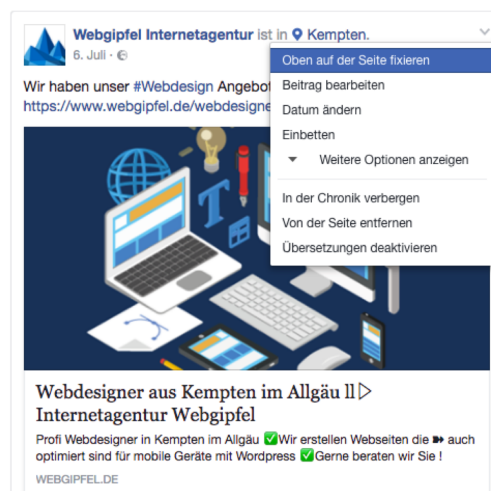 Webgipfel Internetagentur ist in Kempten.
6. Juli ·
Oben auf der Seite fixieren
Wir haben unser #Webdesign Angebot
Beitrag bearbeiten
https://www.webgipfel.de/webdesigne
Datum ändern
Einbetten
Weitere Optionen anzeigen
In der Chronik verbergen
Von der Seite entfernen
Übersetzungen deaktivieren
T
Webdesigner aus Kempten im Allgäu ll▷
Internetagentur Webgipfel
Profi Webdesigner in Kempten im Allgäu ✅Wir erstellen Webseiten die ➽ auch
optimiert sind für mobile Geräte mit Wordpress ✅Gerne beraten wir Sie !
WEBGIPFEL.DE